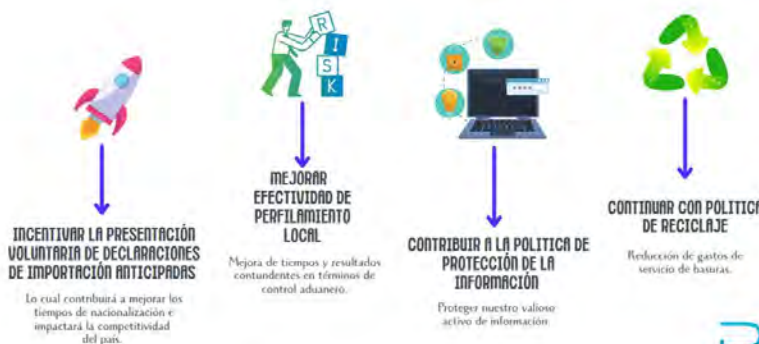 INCENTIVAR LA PRESENTACIÓN
VOLUNTARIA DE DECLARACIONES
DE IMPORTACIÓN ANTICIPADAS
Lo cual contribuirá a mejorar los
tiempos de nacionalización e
impactará la competitividad
del país.
R
I
S
K
MEJORAR
EFECTIVIDAD DE
PERFILAMIENTO
LOCAL
Mejora de tiempos y resultados
contundentes en términos de
control aduanero.
CONTRIBUIR A LA POLITICA DE
PROTECCIÓN DE LA
INFORMACIÓN
Proteger nuestro valioso
activo de información
CONTINUAR CON POLITICA
DE RECICLAJE
Reducción de gastos de
servicio de basuras.